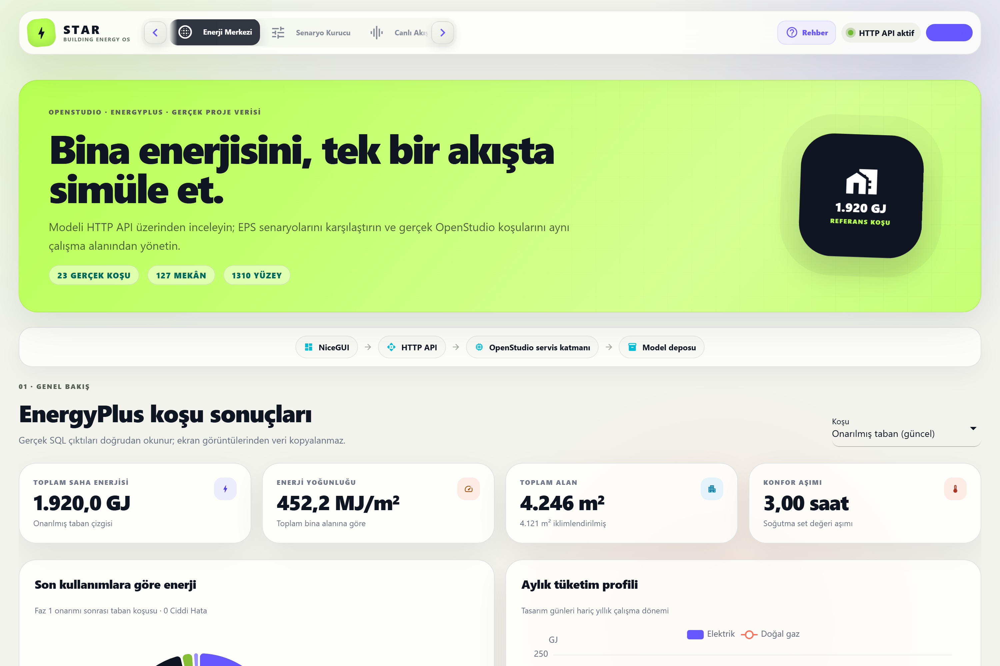 STAR
BUILDING ENERGY OS
Enerji Merkezi
Senaryo Kurucu
Canlı Akış
Rehber
HTTP API aktif
OPENSTUDIO · ENERGYPLUS · GERÇEK PROJE VERİSİ
Bina enerjisini, tek bir akışta
simüle et.
Modeli HTTP API üzerinden inceleyin; EPS senaryolarını karşılaştırın ve gerçek OpenStudio koşularını aynı
çalışma alanından yönetin.
23 GERÇEK KOŞU
127 MEKÂN
1310 YÜZEY
1.920 GJ
REFERANS KOŞU
NiceGUI
HTTP API
OpenStudio servis katmanı
Model deposu
01 · GENEL BAKIŞ
EnergyPlus koşu sonuçları
Gerçek SQL çıktıları doğrudan okunur; ekran görüntülerinden veri kopyalanmaz.
Koşu
Onarılmış taban (güncel)
TOPLAM SAHA ENERJİSİ
1.920,0 GJ
Onarılmış taban çizgisi
ENERJİ YOĞUNLUĞU
452,2 MJ/m²
Toplam bina alanına göre
TOPLAM ALAN
4.246 m²
4.121 m² iklimlendirilmiş
KONFOR AŞIMI
3,00 saat
Soğutma set değeri aşımı
Son kullanımlara göre enerji
Faz 1 onarımı sonrası taban koşusu · 0 Ciddi Hata
Aylık tüketim profili
Tasarım günleri hariç yıllık çalışma dönemi
Elektrik
Doğal gaz
GJ
250